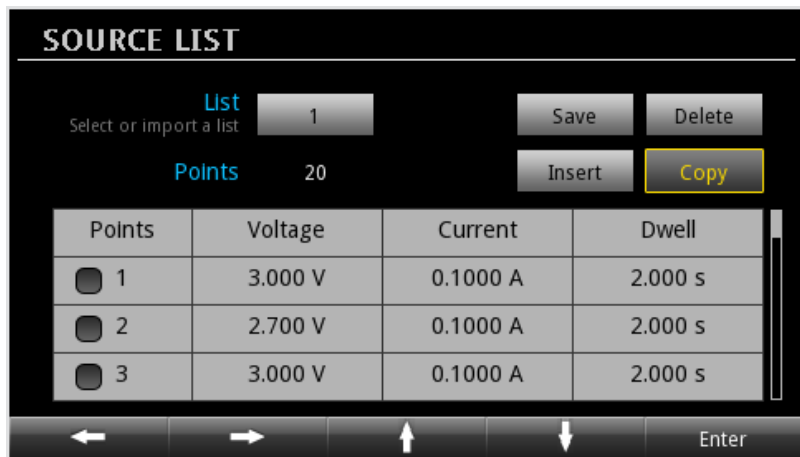 SOURCE LIST
List 1 Save Delete
Select or import a list
Points 20 Insert Copy
Points Voltage Current Dwell
1 3.000 V 0.1000 A 2.000 s
2 2.700 V 0.1000 A 2.000 s
3 3.000 V 0.1000 A 2.000 s
Enter